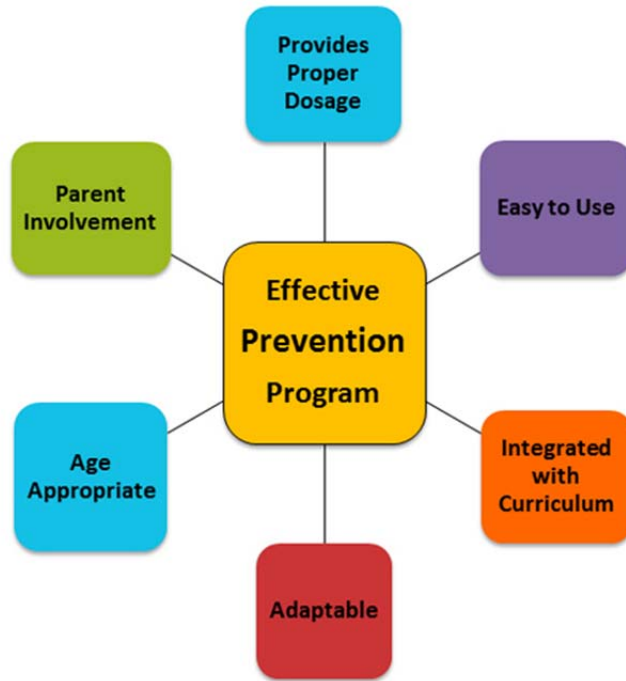 Provides
Proper
Dosage
Parent
Involvement
Easy to Use
Effective
Prevention
Program
Age
Appropriate
Integrated
with
Curriculum
Adaptable